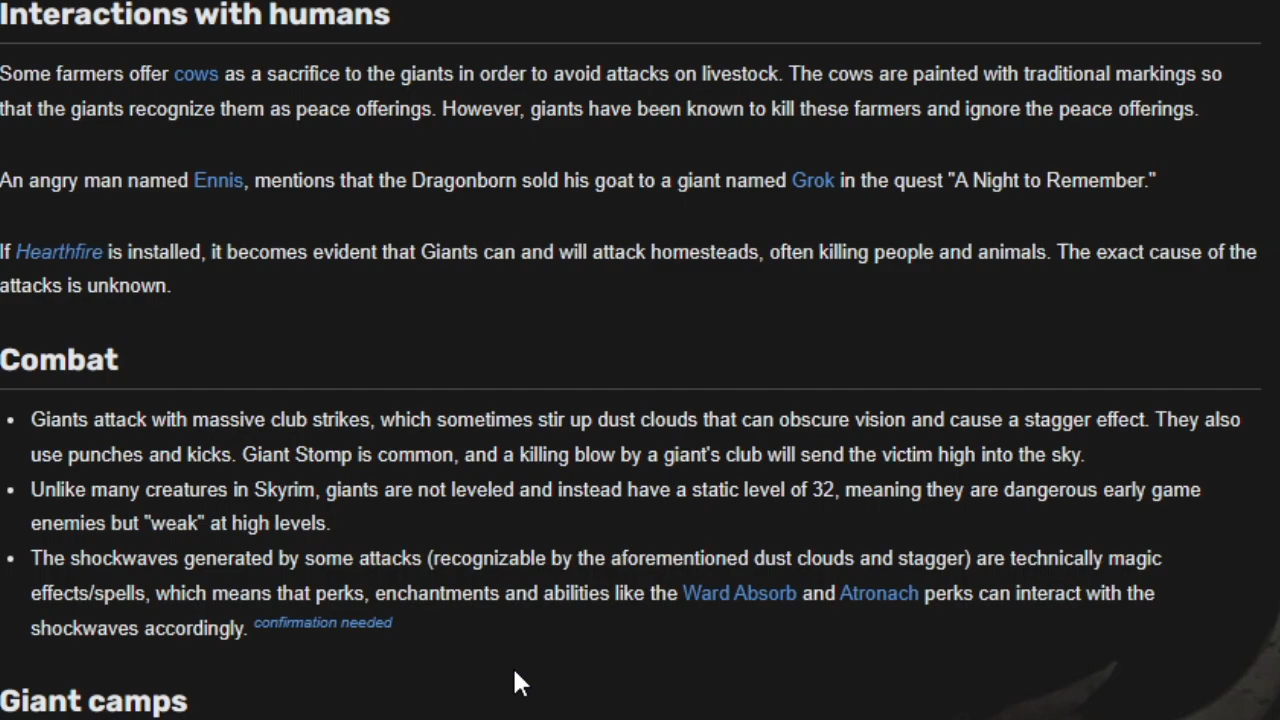 Interactions with humans
Some farmers offer cows as a sacrifice to the giants in order to avoid attacks on livestock. The cows are painted with traditional markings so
that the giants recognize them as peace offerings. However, giants have been known to kill these farmers and ignore the peace offerings.
An angry man named Ennis, mentions that the Dragonborn sold his goat to a giant named Grok in the quest "A Night to Remember."
If Hearthfire is installed, it becomes evident that Giants can and will attack homesteads, often killing people and animals. The exact cause of the
attacks is unknown.
Combat
• Giants attack with massive club strikes, which sometimes stir up dust clouds that can obscure vision and cause a stagger effect. They also
use punches and kicks. Giant Stomp is common, and a killing blow by a giant's club will send the victim high into the sky.
• Unlike many creatures in Skyrim, giants are not leveled and instead have a static level of 32, meaning they are dangerous early game
enemies but "weak" at high levels.
• The shockwaves generated by some attacks (recognizable by the aforementioned dust clouds and stagger) are technically magic
effects/spells, which means that perks, enchantments and abilities like the Ward Absorb and Atronach perks can interact with the
shockwaves accordingly. confirmation needed
Giant camps